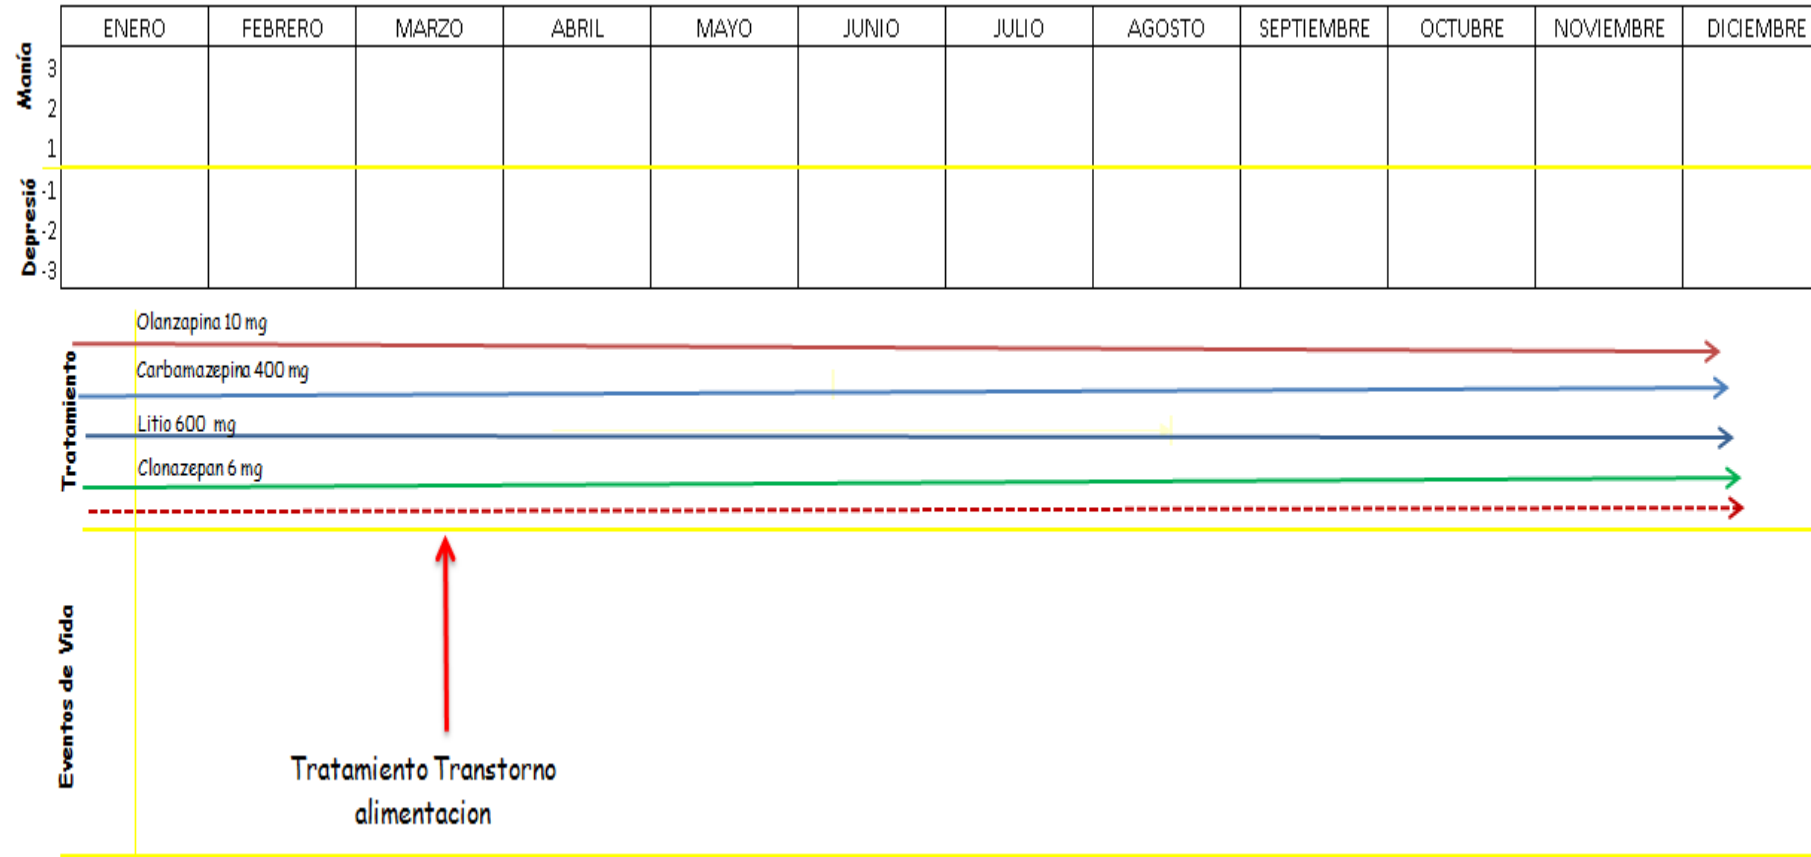 ENERO FEBRERO MARZO ABRIL MAYO JUNIO JULIO AGOSTO SEPTIEMBRE OCTUBRE NOVIEMBRE DICIEMBRE
Manía
3
2
1
Depresió
-1
-2
-3
Tratamiento
Olanzapina 10 mg
Carbamazepina 400 mg
Litio 600 mg
Clonazepan 6 mg
Eventos de Vida
Tratamiento Transtorno
alimentacion